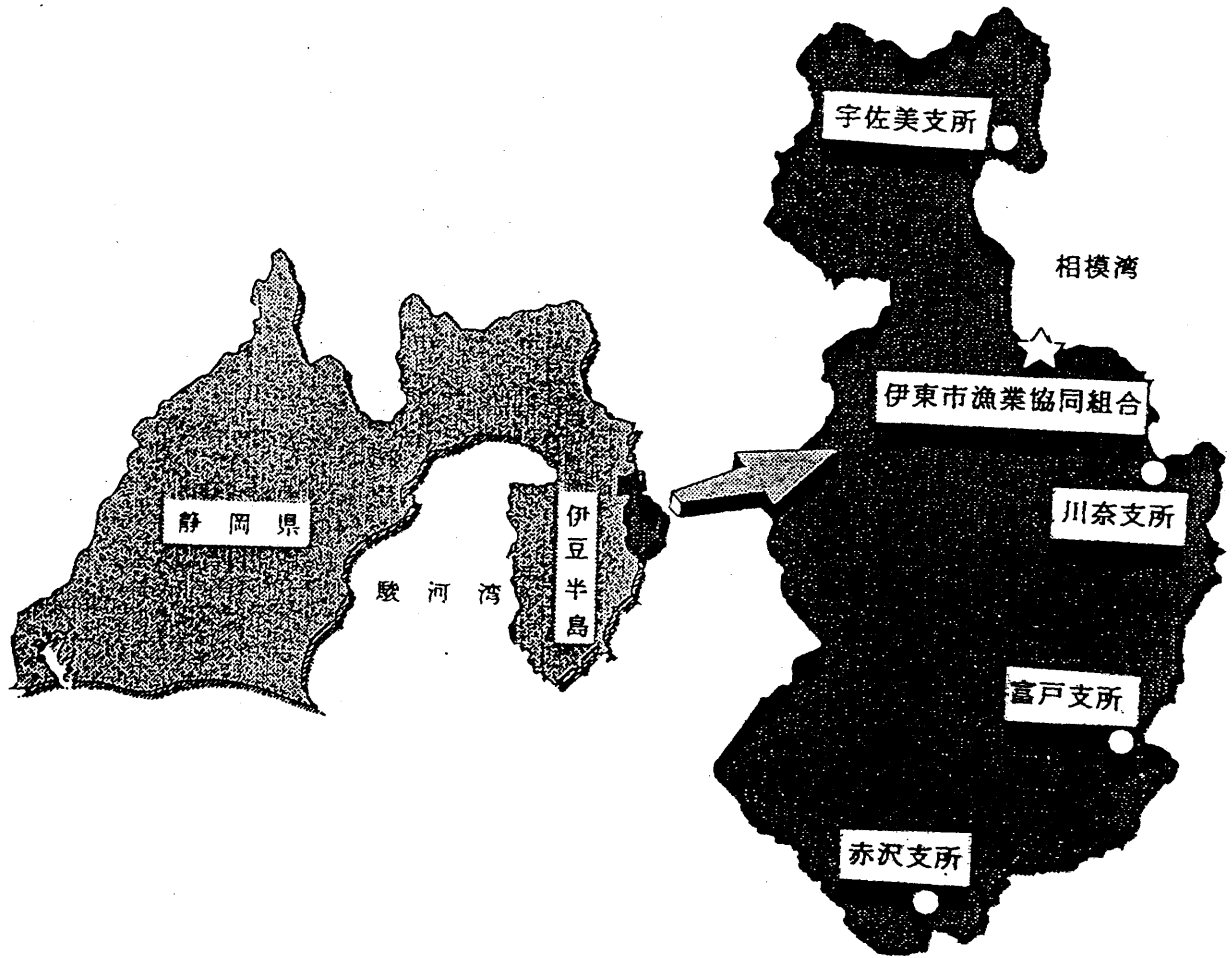 静岡県
駿河湾
伊豆半島
宇佐美支所
相模湾
伊東市漁業協同組合
川奈支所
富戸支所
赤沢支所